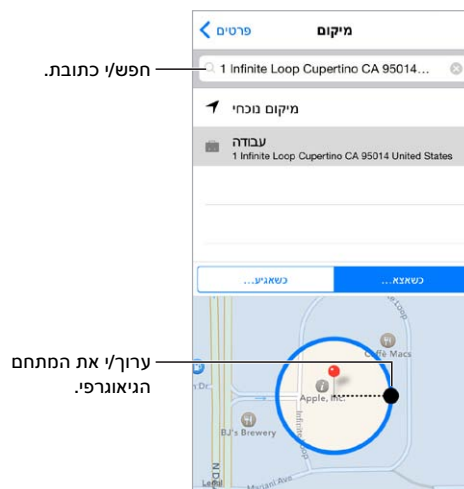 פרטים
מיקום
חפש/י כתובת.
1 Infinite Loop Cupertino CA 95014...
מיקום נוכחי
עבודה
1 Infinite Loop Cupertino CA 95014 United States
כשאצא...
כשאגיע...
Caffè Macs
ערוך/י את המתחם
הגיאוגרפי.
Apple, Inc.
Infinite Loop
BJ's Brewery
Mariani Ave
N D